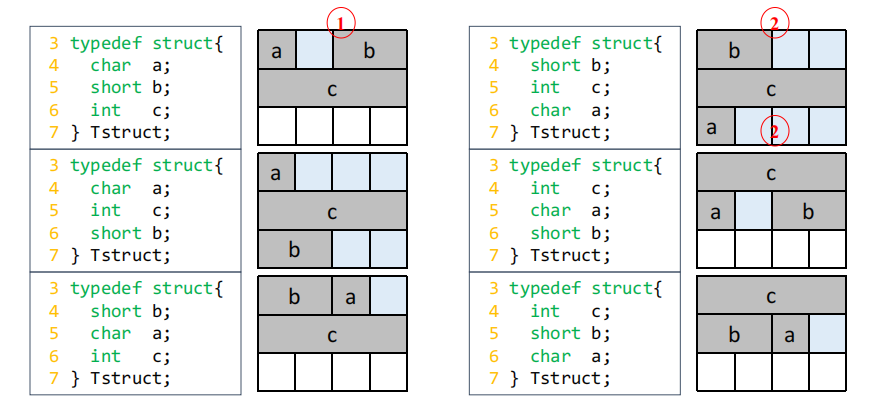 3 typedef struct{
4 char a;
5 short b;
6 int c;
7 } Tstruct;
1
a b
c
3 typedef struct{
4 short b;
5 int c;
6 char a;
7 } Tstruct;
2
b
c
a 2
3 typedef struct{
4 char a;
5 int c;
6 short b;
7 } Tstruct;
a
c
b
3 typedef struct{
4 int c;
5 char a;
6 short b;
7 } Tstruct;
c
a b
3 typedef struct{
4 short b;
5 char a;
6 int c;
7 } Tstruct;
b a
c
3 typedef struct{
4 int c;
5 short b;
6 char a;
7 } Tstruct;
c
b a